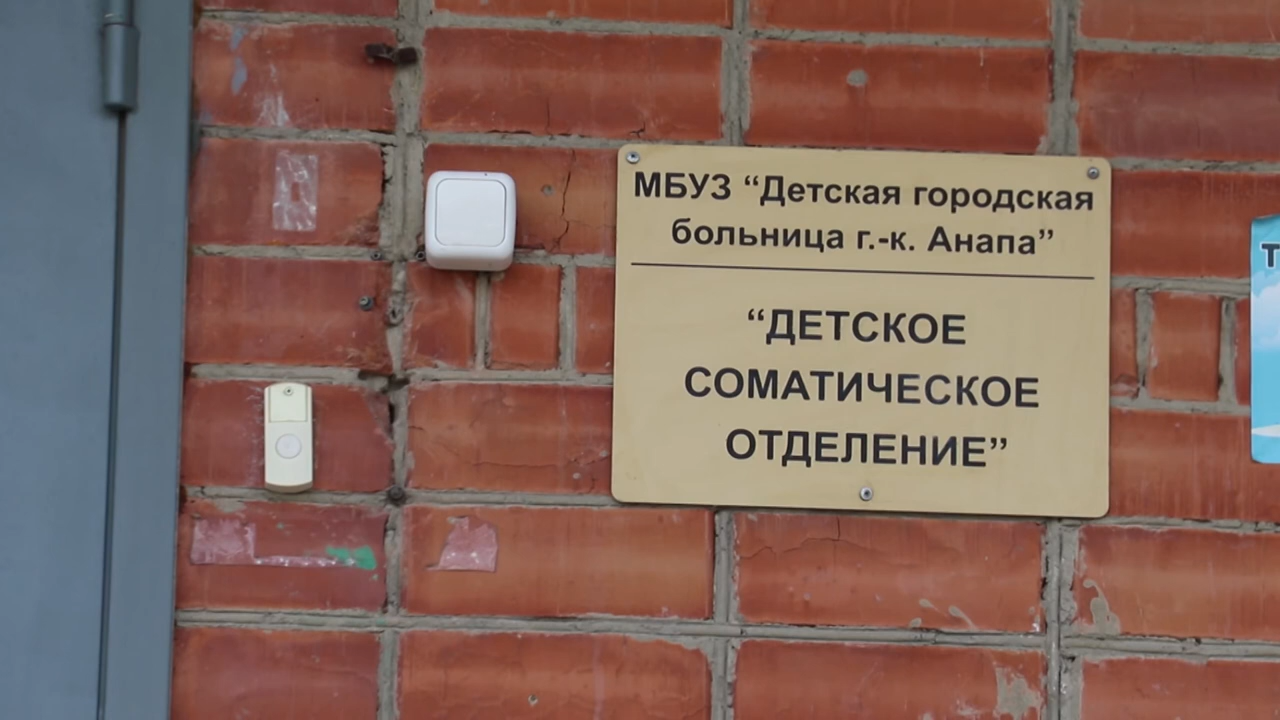 МБУЗ “Детская городская
больница г.-к. Анапа”
“ДЕТСКОЕ
СОМАТИЧЕСКОЕ
ОТДЕЛЕНИЕ”